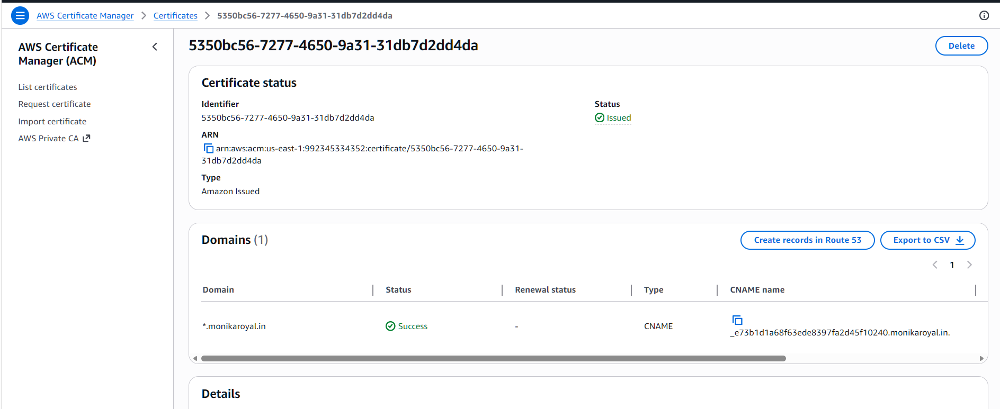 AWS Certificate Manager > Certificates > 5350bc56-7277-4650-9a31-31db7d2dd4da
AWS Certificate
Manager (ACM)
List certificates
Request certificate
Import certificate
AWS Private CA
5350bc56-7277-4650-9a31-31db7d2dd4da
Delete
Certificate status
Identifier
5350bc56-7277-4650-9a31-31db7d2dd4da
Status
Issued
ARN
arn:aws:acm:us-east-1:992345334352:certificate/5350bc56-7277-4650-9a31-
31db7d2dd4da
Type
Amazon Issued
Domains (1)
Create records in Route 53
Export to CSV
1
Domain Status Renewal status Type CNAME name
*.monikaroyal.in Success - CNAME
_e73b1d1a68f63ede8397fa2d45f10240.monikaroyal.in.
Details